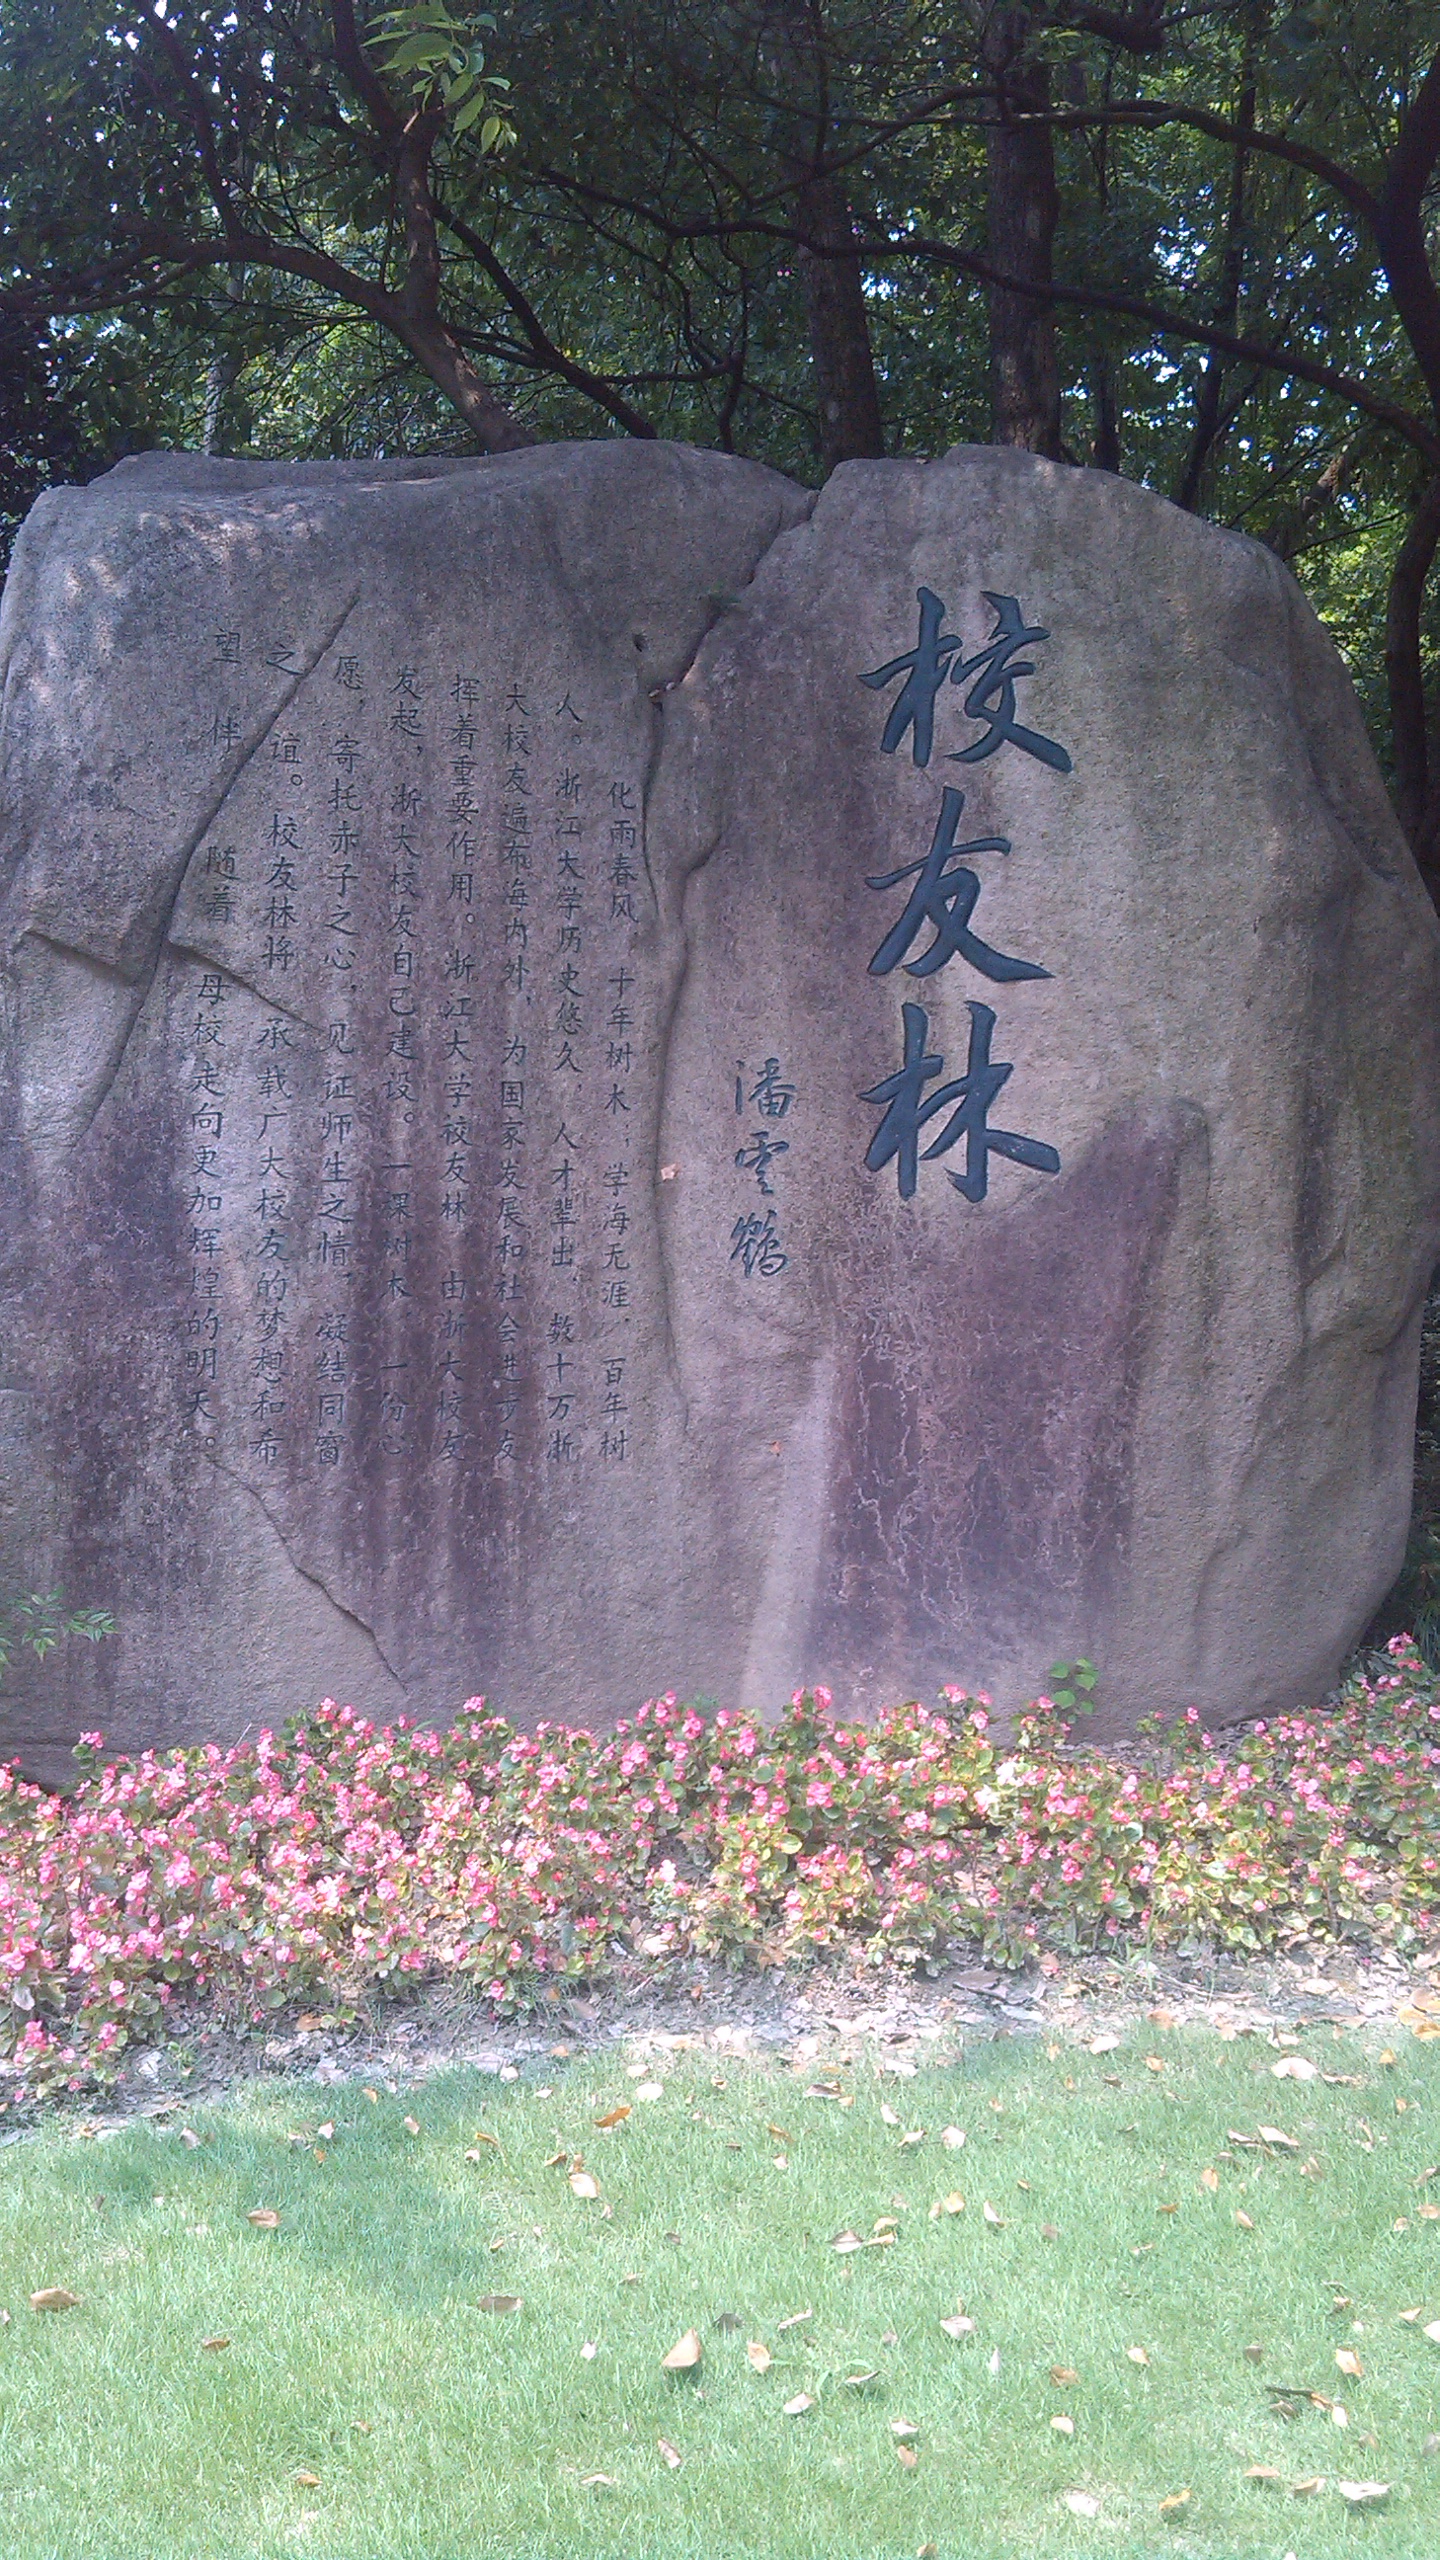 校友林
潘云鹤
化雨春风，十年树木；学海无涯，百年树
人。浙江大学历史悠久，人才辈出，数十万浙
大校友遍布海内外，为国家发展和社会进步发
挥着重要作用。浙江大学校友林，由浙大校友
发起，浙大校友自己建设。一棵树木，一份心
愿，寄托赤子之心，见证师生之情，凝结同窗
之谊。校友林将承载广大校友的梦想和希
望伴随着母校走向更加辉煌的明天。